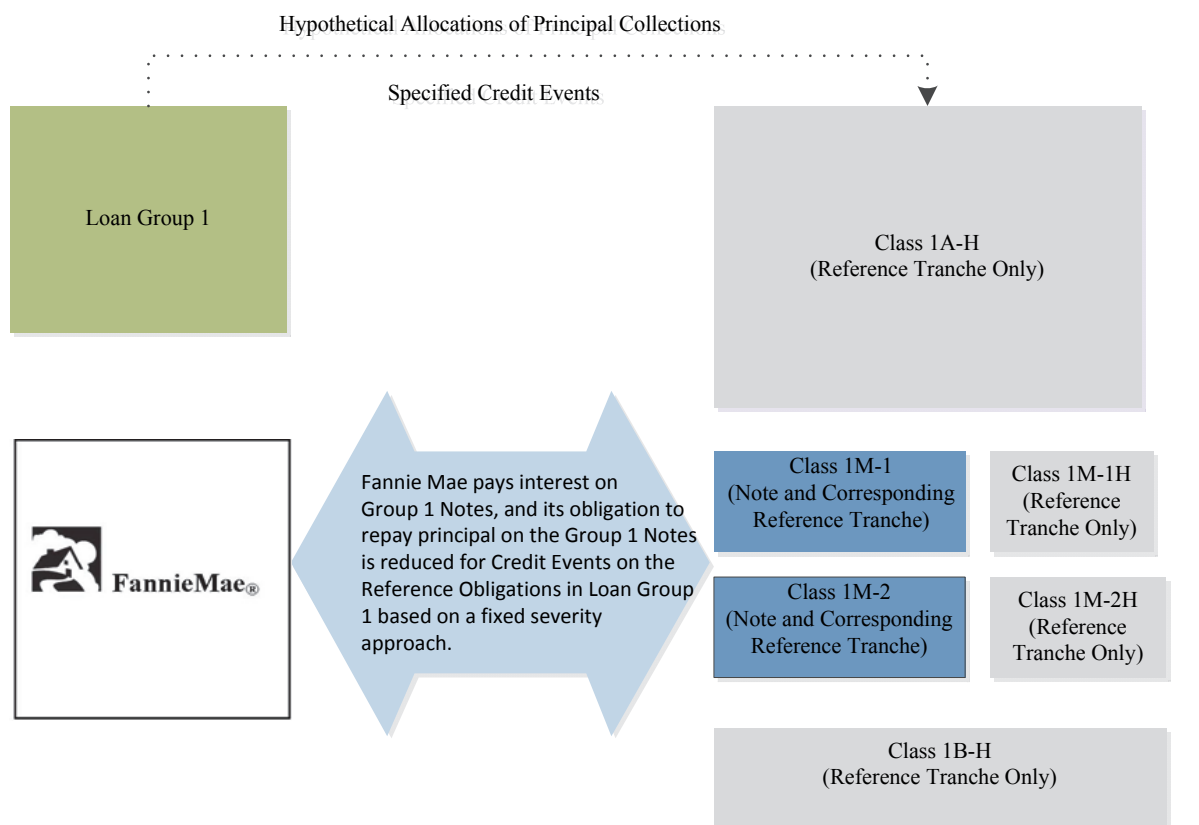 Hypothetical Allocations of Principal Collections
Specified Credit Events
Loan Group 1
Class 1A-H
(Reference Tranche Only)
FannieMae®
Fannie Mae pays interest on
Group 1 Notes, and its obligation to
repay principal on the Group 1 Notes
is reduced for Credit Events on the
Reference Obligations in Loan Group
1 based on a fixed severity
approach.
Class 1M-1
(Note and Corresponding
Reference Tranche)
Class 1M-1H
(Reference
Tranche Only)
Class 1M-2
(Note and Corresponding
Reference Tranche)
Class 1M-2H
(Reference
Tranche Only)
Class 1B-H
(Reference Tranche Only)